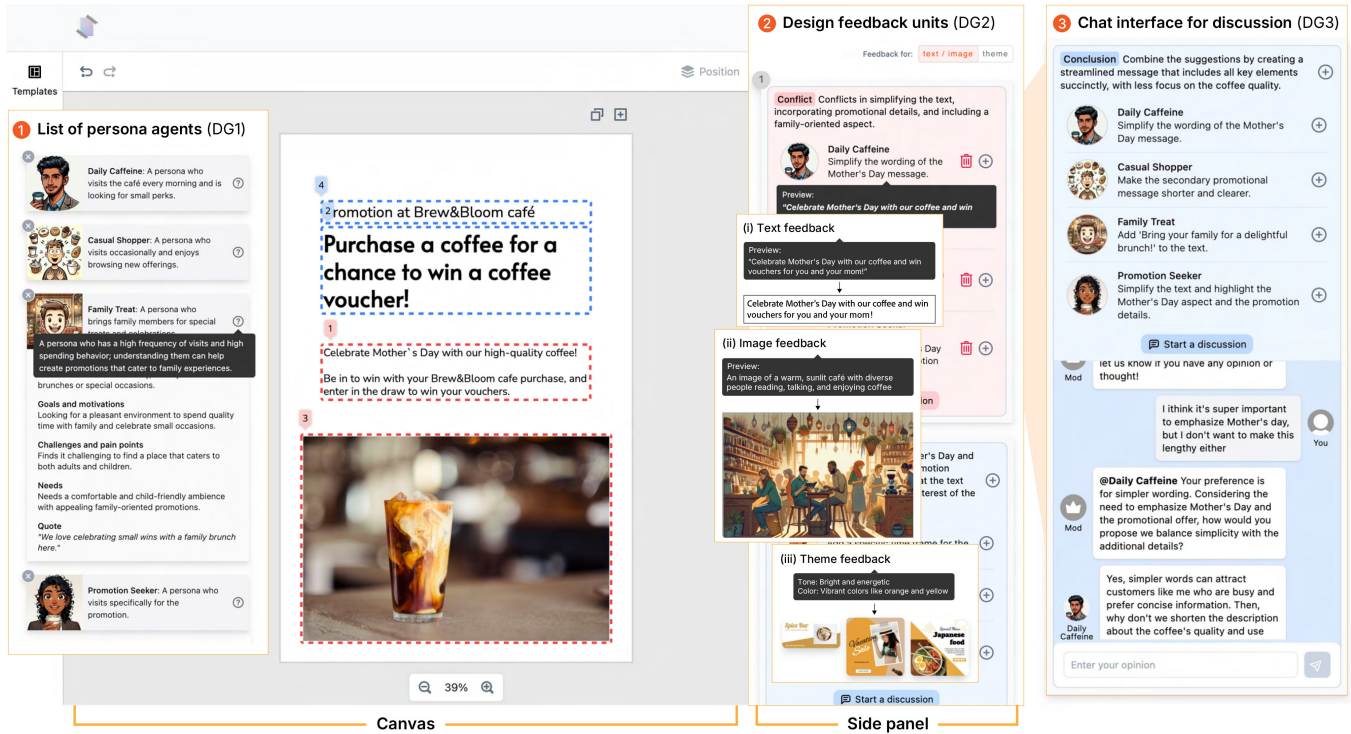 Templates
Position
1 List of persona agents (DG1)
Daily Caffeine: A persona who
visits the café every morning and is
looking for small perks.
Casual Shopper: A persona who
visits occasionally and enjoys
browsing new offerings.
Family Treat: A persona who
brings family members for special
treats and celebrations.
A persona who has a high frequency of visits and high
spending behavior; understanding them can help
create promotions that cater to family experiences.
brunches or special occasions.
Goals and motivations
Looking for a pleasant environment to spend quality
time with family and celebrate small occasions.
Challenges and pain points
Finds it challenging to find a place that caters to
both adults and children.
Needs
Needs a comfortable and child-friendly ambience
with appealing family-oriented promotions.
Quote
"We love celebrating small wins with a family brunch
here."
Promotion Seeker: A persona who
visits specifically for the
promotion.
4
2
romotion at Brew&Bloom café
Purchase a coffee for a
chance to win a coffee
voucher!
1
Celebrate Mother`s Day with our high-quality coffee!
Be in to win with your Brew&Bloom cafe purchase, and
enter in the draw to win your vouchers.
3
39%
Canvas
2 Design feedback units (DG2)
Feedback for: text / image theme
1
Conflict Conflicts in simplifying the text,
incorporating promotional details, and including a
family-oriented aspect.
Daily Caffeine
Simplify the wording of the
Mother's Day message.
Preview:
"Celebrate Mother's Day with our coffee and win
(i) Text feedback
Preview:
"Celebrate Mother's Day with our coffee and win
vouchers for you and your mom!"
Celebrate Mother's Day with our coffee and win
vouchers for you and your mom!
Day
otion
(ii) Image feedback
Preview:
An image of a warm, sunlit café with diverse
people reading, talking, and enjoying coffee
ion
er's Day and
motion
at the text
terest of the
(iii) Theme feedback
Tone: Bright and energetic
Color: Vibrant colors like orange and yellow
Spice Bar
Vacation
Sale
Japanese
food
Start a discussion
Side panel
3 Chat interface for discussion (DG3)
Conclusion Combine the suggestions by creating a
streamlined message that includes all key elements
succinctly, with less focus on the coffee quality.
Daily Caffeine
Simplify the wording of the Mother's
Day message.
Casual Shopper
Make the secondary promotional
message shorter and clearer.
Family Treat
Add 'Bring your family for a delightful
brunch!' to the text.
Promotion Seeker
Simplify the text and highlight the
Mother's Day aspect and the promotion
details.
Start a discussion
Mod
let us know if you have any opinion or
thought!
I ithink it's super important
to emphasize Mother's day,
but I don't want to make this
lengthy either
You
@Daily Caffeine Your preference is
for simpler wording. Considering the
need to emphasize Mother's Day and
the promotional offer, how would you
propose we balance simplicity with the
additional details?
Mod
Yes, simpler words can attract
customers like me who are busy and
prefer concise information. Then,
why don't we shorten the description
about the coffee's quality and use
Daily
Caffeine
Enter your opinion